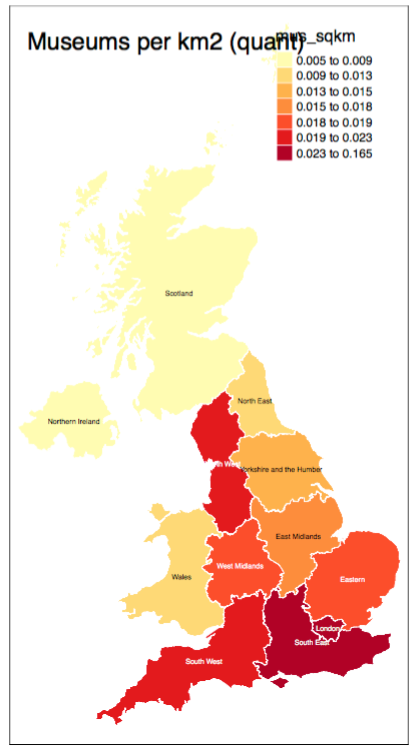 Museums per km2 (quant)
mus_sqkm
0.005 to 0.009
0.009 to 0.013
0.013 to 0.015
0.015 to 0.018
0.018 to 0.019
0.019 to 0.023
0.023 to 0.165
Scotland
North East
Northern Ireland
North West
Yorkshire and the Humber
East Midlands
West Midlands
Wales
Eastern
London
South East
South West